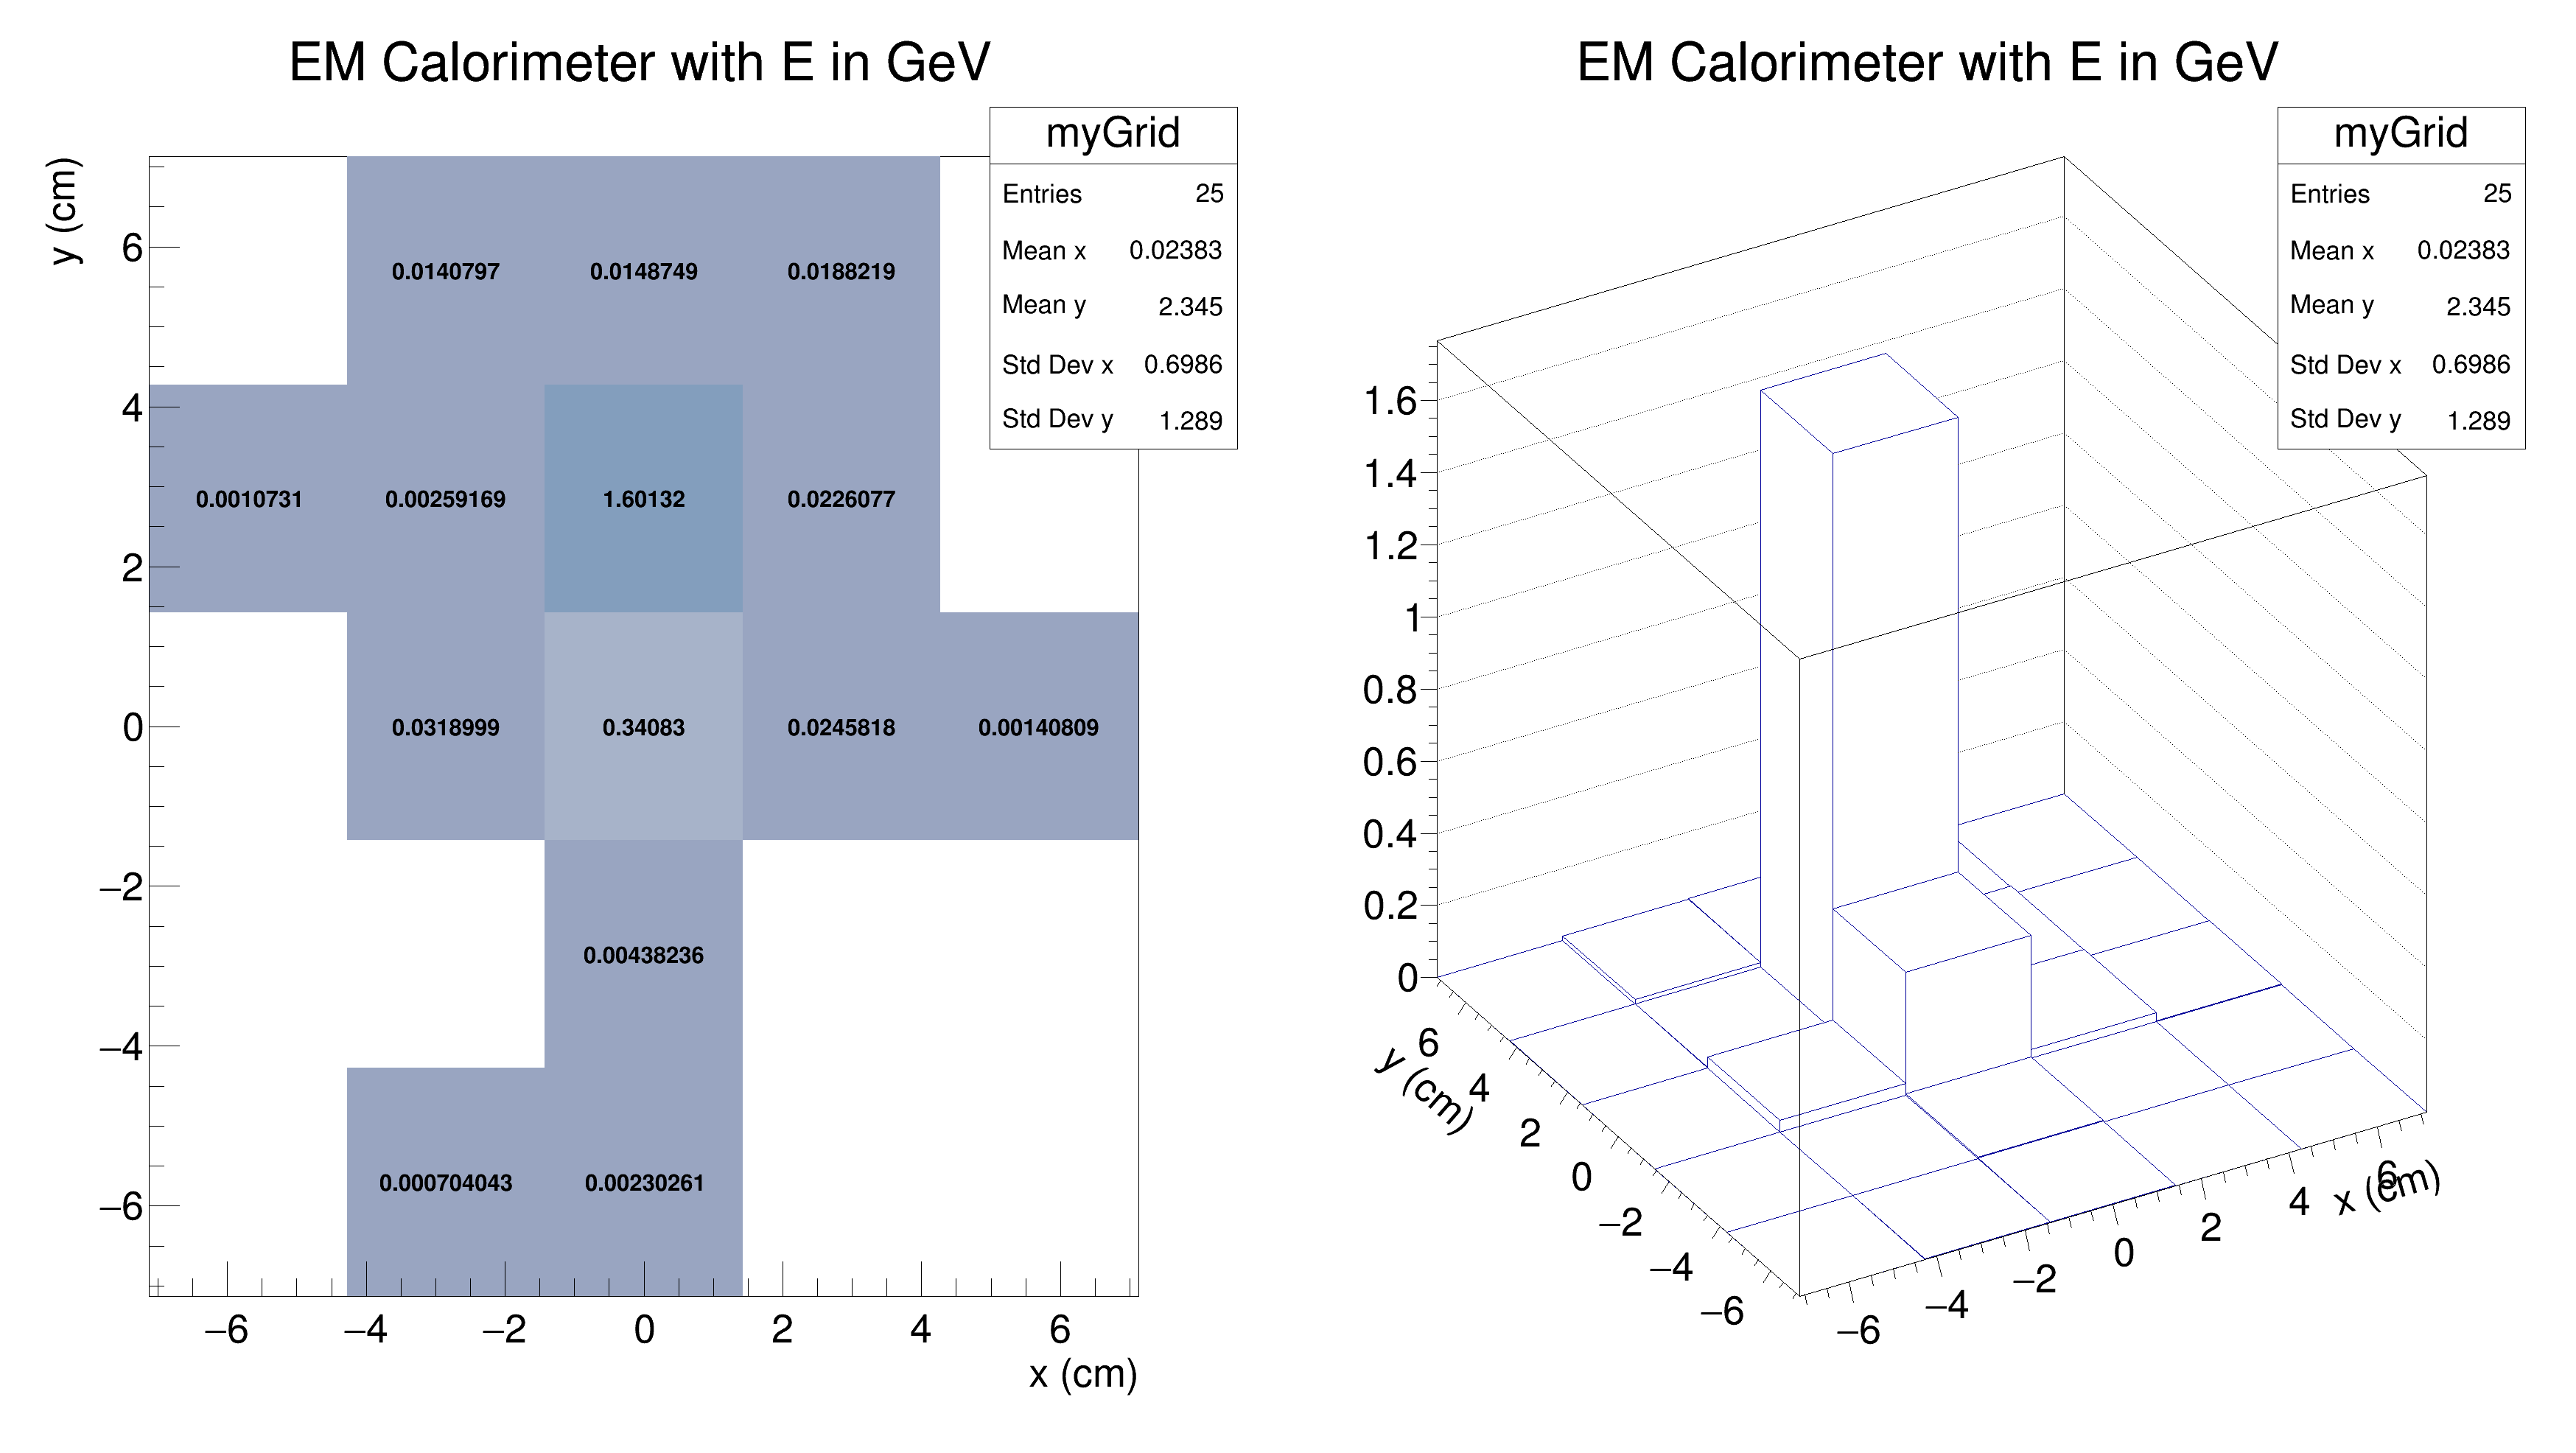 EM Calorimeter with E in GeV
myGrid
Entries 25
Mean x 0.02383
Mean y 2.345
Std Dev x 0.6986
Std Dev y 1.289
y (cm)
6
4
2
0
−2
−4
−6
0.0140797 0.0148749 0.0188219
0.0010731 0.00259169 1.60132 0.0226077
0.0318999 0.34083 0.0245818 0.00140809
0.00438236
0.000704043 0.00230261
−6 −4 −2 0 2 4 6
x (cm)
EM Calorimeter with E in GeV
myGrid
Entries 25
Mean x 0.02383
Mean y 2.345
Std Dev x 0.6986
Std Dev y 1.289
1.6
1.4
1.2
1
0.8
0.6
0.4
0.2
0
y (cm)
6
4
2
0
−2
−4
−6
−6 −4 −2 0 2 4 6
x (cm)